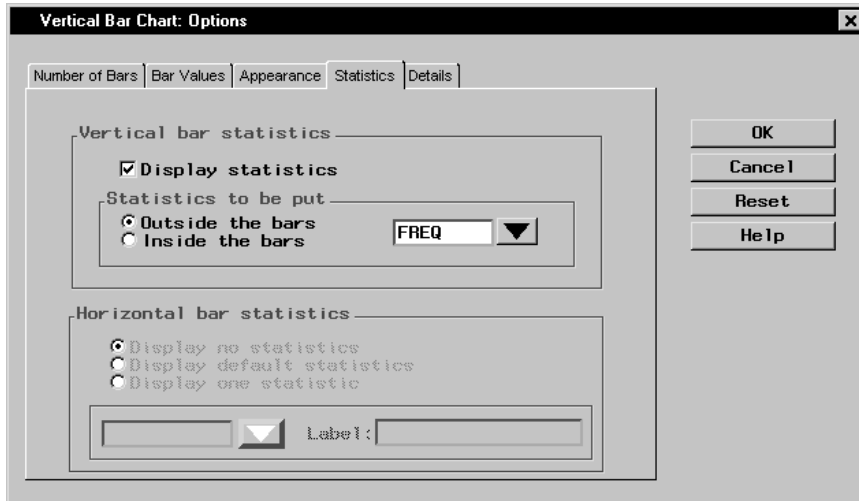 Vertical Bar Chart: Options
Number of Bars
Bar Values
Appearance
Statistics
Details
Vertical bar statistics
Display statistics
Statistics to be put
Outside the bars
Inside the bars
FREQ
Horizontal bar statistics
Display no statistics
Display default statistics
Display one statistic
Label:
OK
Cancel
Reset
Help